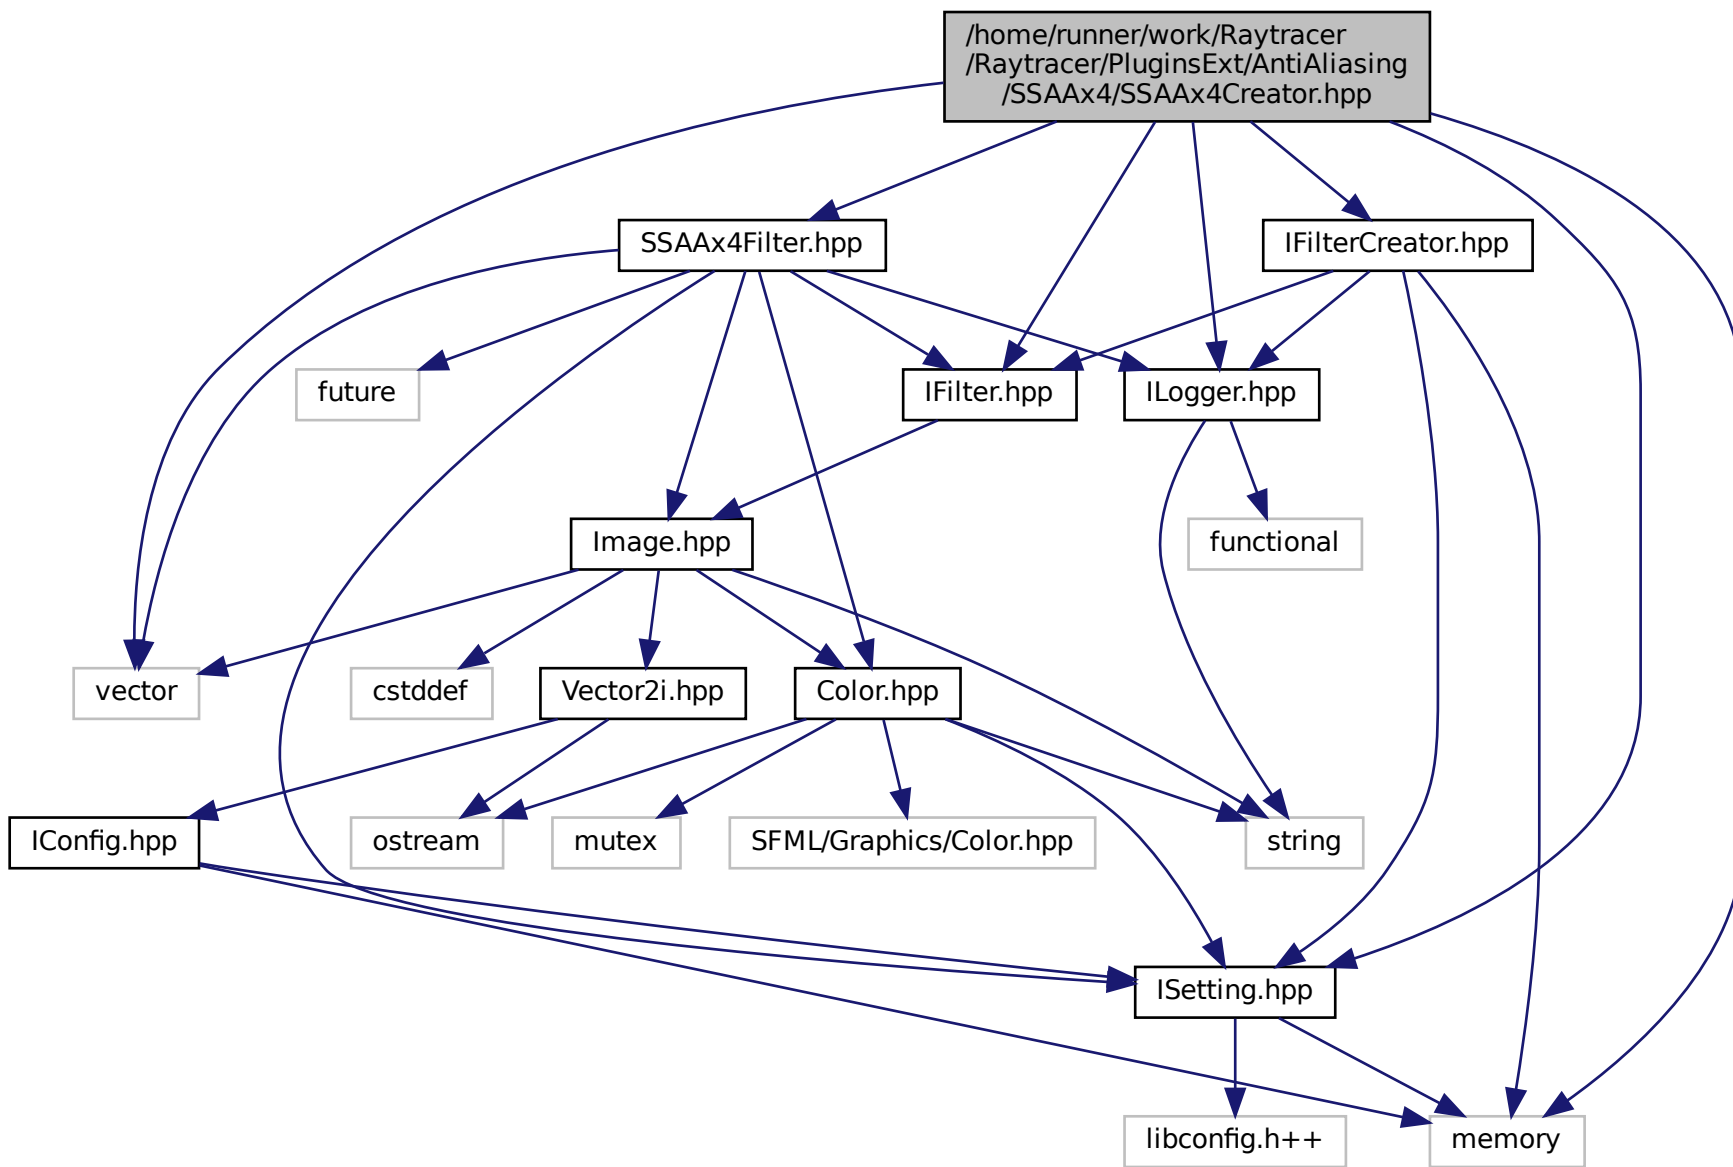 /home/runner/work/Raytracer
/Raytracer/PluginsExt/AntiAliasing
/SSAAx4/SSAAx4Creator.hpp
SSAAx4Filter.hpp
IFilterCreator.hpp
future
IFilter.hpp
ILogger.hpp
Image.hpp
functional
vector
cstddef
Vector2i.hpp
Color.hpp
IConfig.hpp
ostream
mutex
SFML/Graphics/Color.hpp
string
ISetting.hpp
libconfig.h++
memory